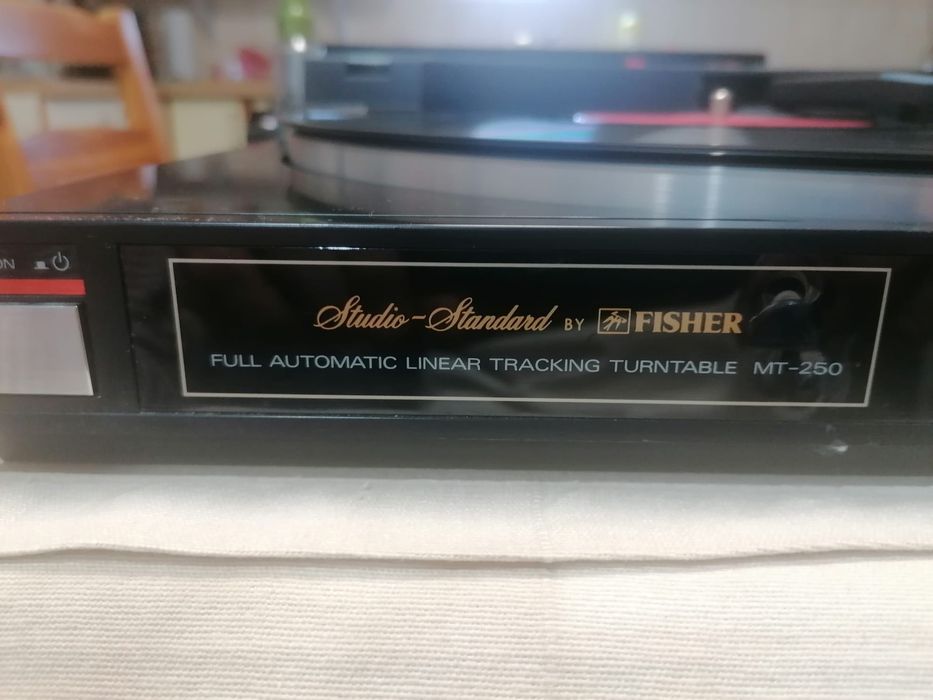 ON
Studio-Standard BY FISHER
FULL AUTOMATIC LINEAR TRACKING TURNTABLE MT-250